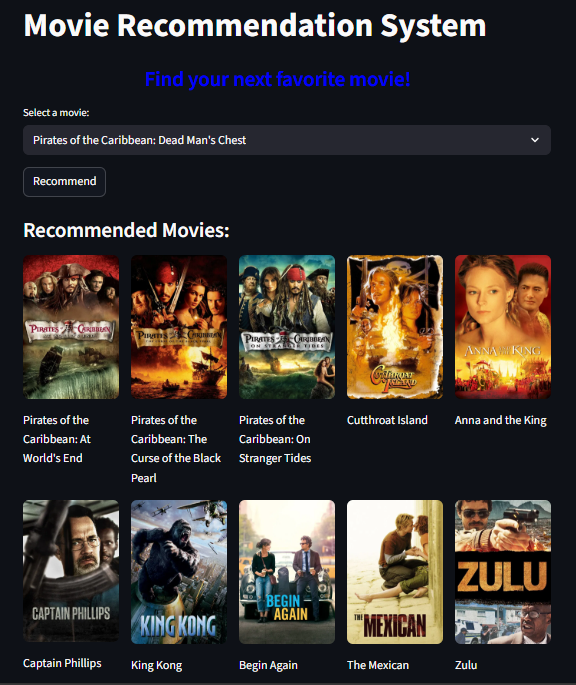 Movie Recommendation System
Find your next favorite movie!
Select a movie:
Pirates of the Caribbean: Dead Man's Chest
Recommend
Recommended Movies:
PIRATES of the CARIBBEAN
AT WORLD'S END
PIRATES of the CARIBBEAN
PIRATES of the CARIBBEAN
ON STRANGER TIDES
CUTTHROAT
ISLAND
ANNA AND THE KING
Pirates of the
Caribbean: At
World's End
Pirates of the
Caribbean: The
Curse of the Black
Pearl
Pirates of the
Caribbean: On
Stranger Tides
Cutthroat Island
Anna and the King
CAPTAIN PHILLIPS
KING KONG
BEGIN
AGAIN
THE
MEXICAN
ZULU
Captain Phillips
King Kong
Begin Again
The Mexican
Zulu